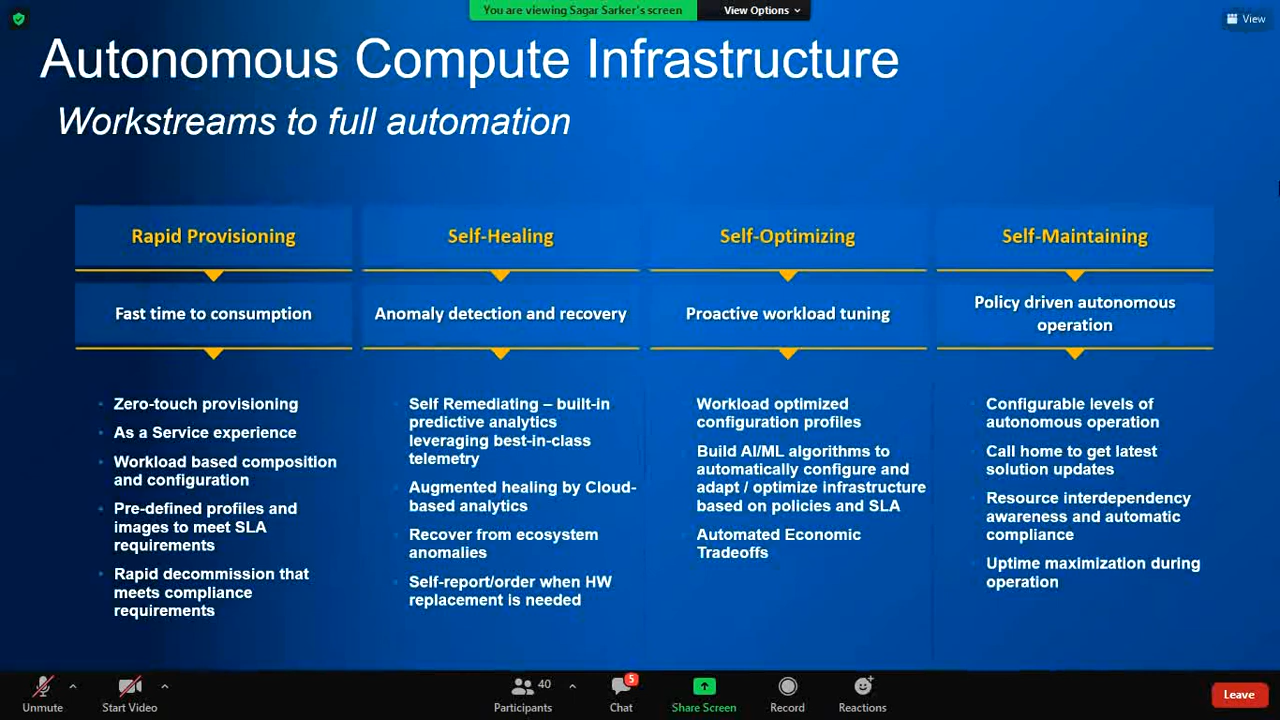 You are viewing Sagar Sarker's screen
View Options
View
Autonomous Compute Infrastructure
Workstreams to full automation
Rapid Provisioning
Fast time to consumption
Zero-touch provisioning
As a Service experience
Workload based composition
and configuration
Pre-defined profiles and
images to meet SLA
requirements
Rapid decommission that
meets compliance
requirements
Self-Healing
Anomaly detection and recovery
Self Remediating – built-in
predictive analytics
leveraging best-in-class
telemetry
Augmented healing by Cloud-
based analytics
Recover from ecosystem
anomalies
Self-report/order when HW
replacement is needed
Self-Optimizing
Proactive workload tuning
Workload optimized
configuration profiles
Build AI/ML algorithms to
automatically configure and
adapt / optimize infrastructure
based on policies and SLA
Automated Economic
Tradeoffs
Self-Maintaining
Policy driven autonomous
operation
Configurable levels of
autonomous operation
Call home to get latest
solution updates
Resource interdependency
awareness and automatic
compliance
Uptime maximization during
operation
Unmute
Start Video
40
Participants
5
Chat
Share Screen
Record
Reactions
Leave